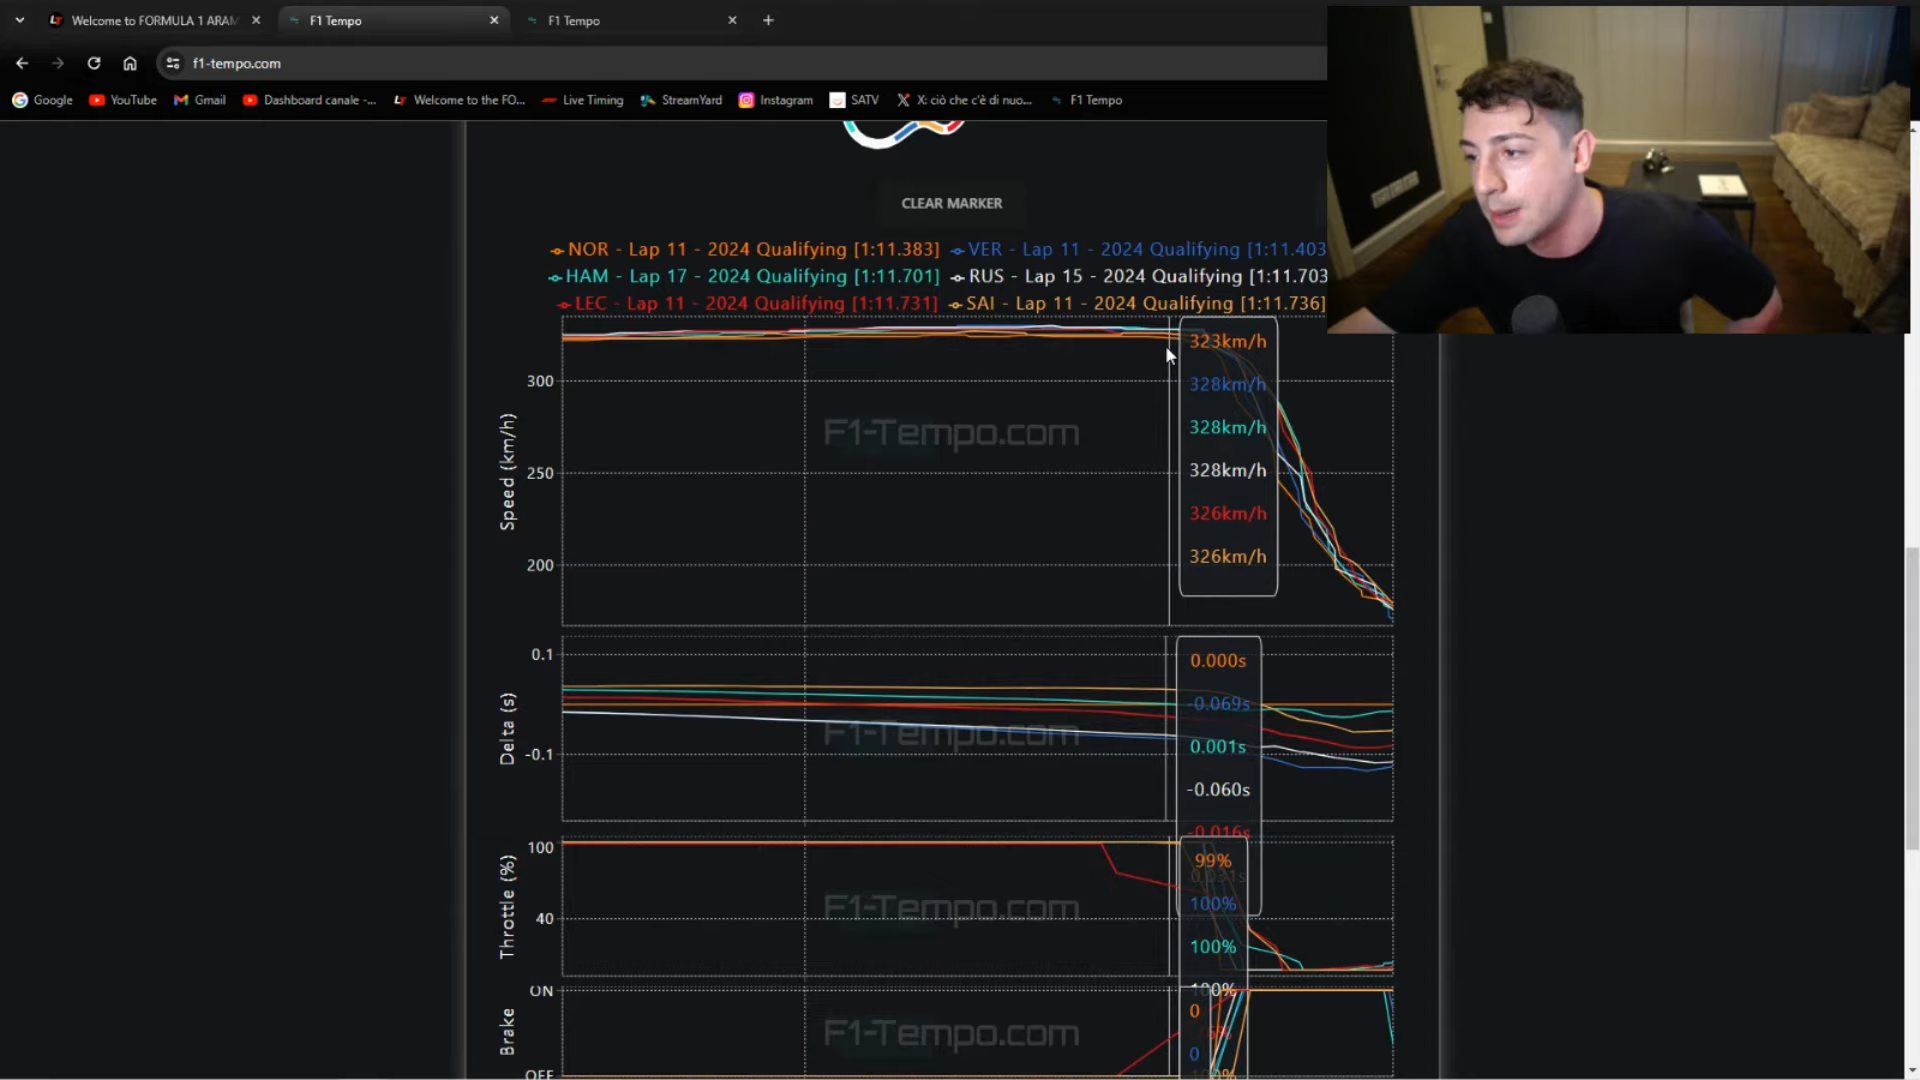 Welcome to FORMULA 1 ARAM
F1 Tempo
F1 Tempo
f1-tempo.com
Google
YouTube
Gmail
Dashboard canale -...
Welcome to the FO...
Live Timing
StreamYard
Instagram
SATV
X: ciò che c'è di nuo...
F1 Tempo
CLEAR MARKER
NOR - Lap 11 - 2024 Qualifying [1:11.383]
VER - Lap 11 - 2024 Qualifying [1:11.403
HAM - Lap 17 - 2024 Qualifying [1:11.701]
RUS - Lap 15 - 2024 Qualifying [1:11.703
LEC - Lap 11 - 2024 Qualifying [1:11.731]
SAI - Lap 11 - 2024 Qualifying [1:11.736]
Speed (km/h)
300
250
200
F1-Tempo.com
323km/h
328km/h
328km/h
328km/h
326km/h
326km/h
Delta (s)
0.1
-0.1
F1-Tempo.com
0.000s
-0.069s
0.001s
-0.060s
-0.016s
0.031s
Throttle (%)
100
40
F1-Tempo.com
99%
100%
100%
100%
Brake
ON
OFF
F1-Tempo.com
0
0